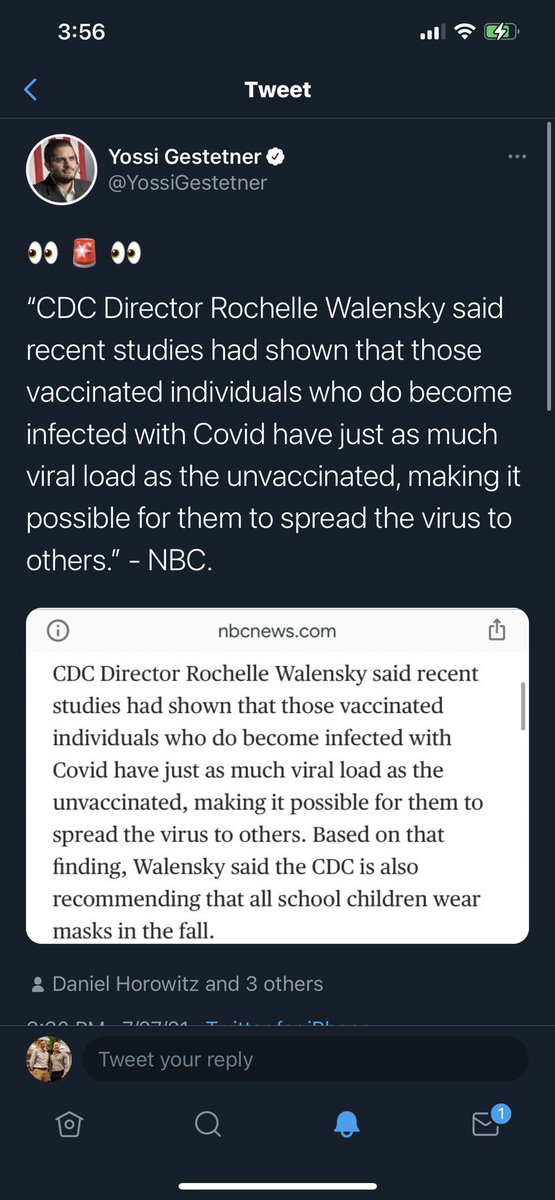 3:56
Tweet
Yossi Gestetner
@YossiGestetner
“CDC Director Rochelle Walensky said
recent studies had shown that those
vaccinated individuals who do become
infected with Covid have just as much
viral load as the unvaccinated, making it
possible for them to spread the virus to
others.” - NBC.
nbcnews.com
CDC Director Rochelle Walensky said recent
studies had shown that those vaccinated
individuals who do become infected with
Covid have just as much viral load as the
unvaccinated, making it possible for them to
spread the virus to others. Based on that
finding, Walensky said the CDC is also
recommending that all school children wear
masks in the fall.
Daniel Horowitz and 3 others
Tweet your reply
1